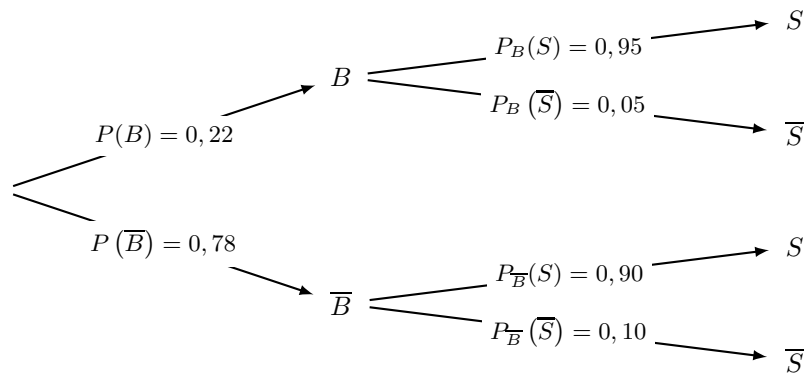 S
P_B(S) = 0,95
B
P_B(S̅) = 0,05
P(B) = 0,22
S̅
P(B̅) = 0,78
S
P_B̅(S) = 0,90
B̅
P_B̅(S̅) = 0,10
S̅